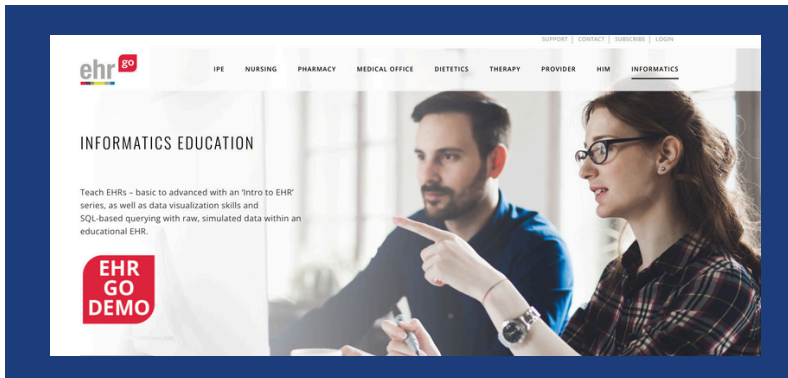 SUPPORT | CONTACT | SUBSCRIBE | LOGIN
ehr go
IPE NURSING PHARMACY MEDICAL OFFICE DIETETICS THERAPY PROVIDER HIM INFORMATICS
INFORMATICS EDUCATION
Teach EHRs – basic to advanced with an 'Intro to EHR'
series, as well as data visualization skills and
SQL-based querying with raw, simulated data within an
educational EHR.
EHR
GO
DEMO